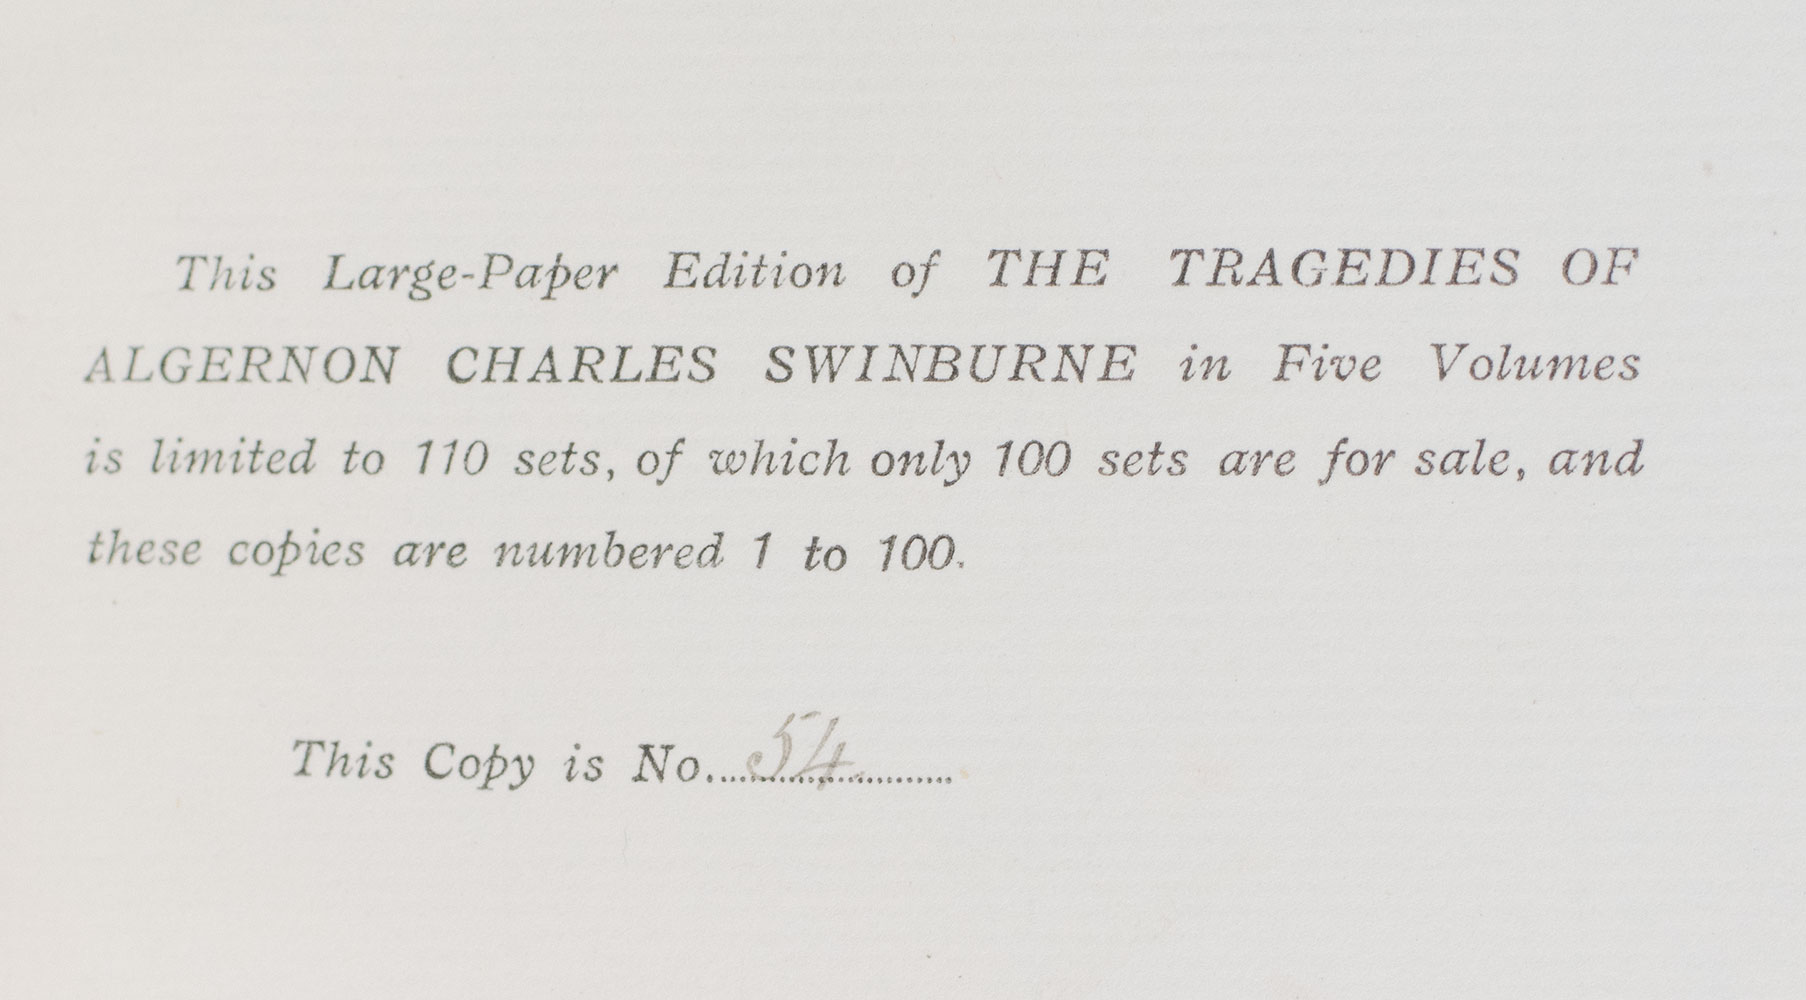 This Large-Paper Edition of THE TRAGEDIES OF
ALGERNON CHARLES SWINBURNE in Five Volumes
is limited to 110 sets, of which only 100 sets are for sale, and
these copies are numbered 1 to 100.
This Copy is No. 54